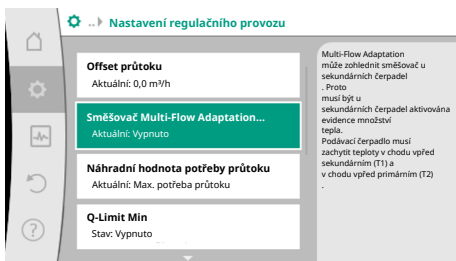 ..▸ Nastavení regulačního provozu
Offset průtoku
Aktuální: 0,0 m³/h
Směšovač Multi-Flow Adaptation...
Aktuální: Vypnuto
Náhradní hodnota potřeby průtoku
Aktuální: Max. potřeba průtoku
Q-Limit Min
Stav: Vypnuto
Multi-Flow Adaptation
může zohlednit směšovač u
sekundárních čerpadel
. Proto
musí být u
sekundárních čerpadel aktivována
evidence množství
tepla.
Podávací čerpadlo musí
zachytit teploty v chodu vpřed
sekundárním (T1) a
v chodu vpřed primárním (T2)
.